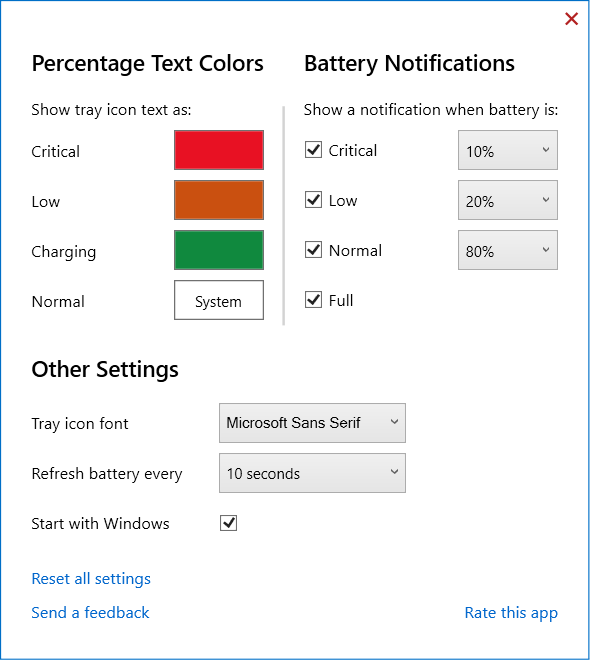 Percentage Text Colors
Show tray icon text as:
Critical
Low
Charging
Normal System
Battery Notifications
Show a notification when battery is:
Critical 10%
Low 20%
Normal 80%
Full
Other Settings
Tray icon font Microsoft Sans Serif
Refresh battery every 10 seconds
Start with Windows
Reset all settings
Send a feedback
Rate this app